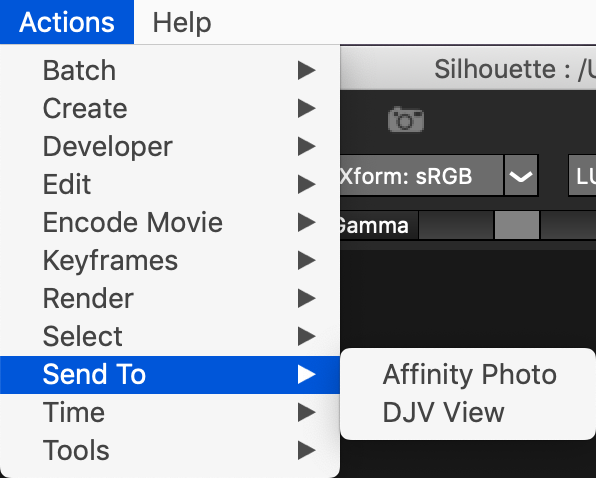 Actions Help
Silhouette : /U
Batch
Create
Developer
Edit
Xform: sRGB LU
Encode Movie
Gamma
Keyframes
Render
Select
Send To
Affinity Photo
DJV View
Time
Tools